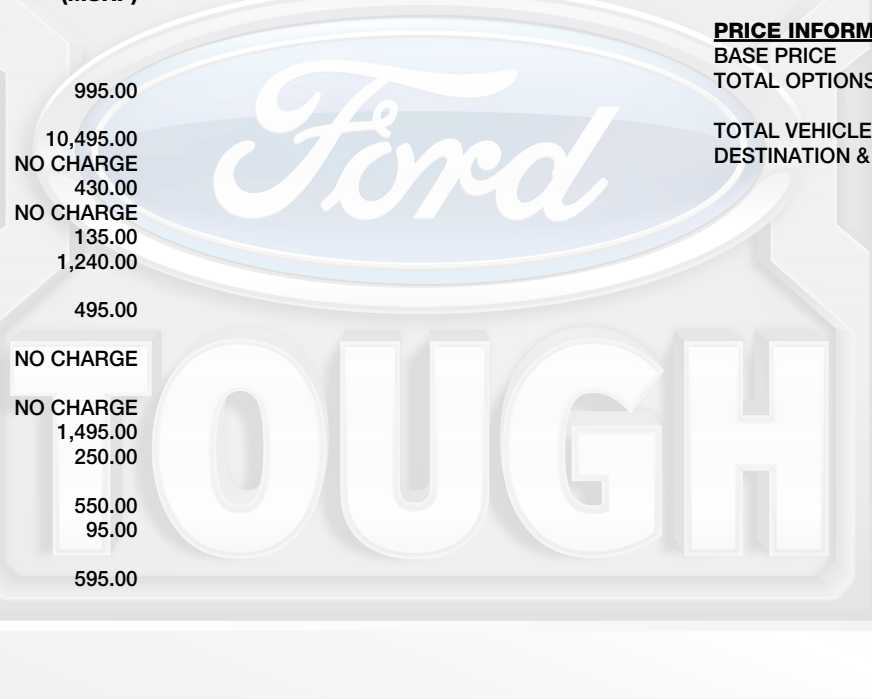 PRICE INFORM
BASE PRICE
TOTAL OPTIONS
TOTAL VEHICLE
DESTINATION &
995.00
10,495.00
NO CHARGE
430.00
NO CHARGE
135.00
1,240.00
495.00
NO CHARGE
NO CHARGE
1,495.00
250.00
550.00
95.00
595.00
Ford
TOUGH